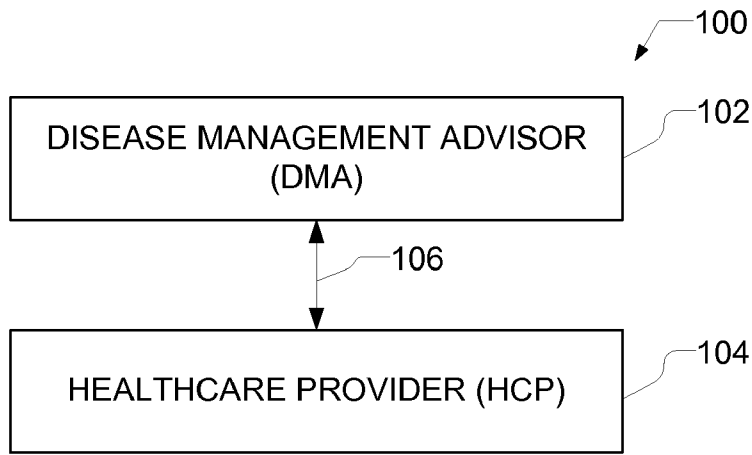 100
DISEASE MANAGEMENT ADVISOR
(DMA)
102
106
HEALTHCARE PROVIDER (HCP)
104